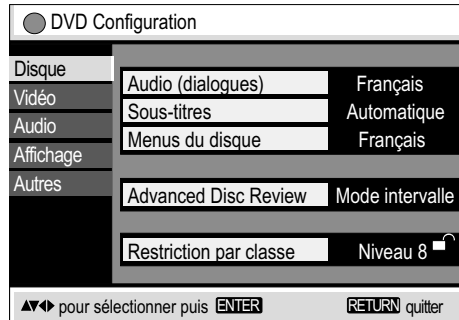 DVD Configuration
Disque
Vidéo
Audio
Affichage
Autres
Audio (dialogues) Français
Sous-titres Automatique
Menus du disque Français
Advanced Disc Review Mode intervalle
Restriction par classe Niveau 8
pour sélectionner puis ENTER RETURN quitter